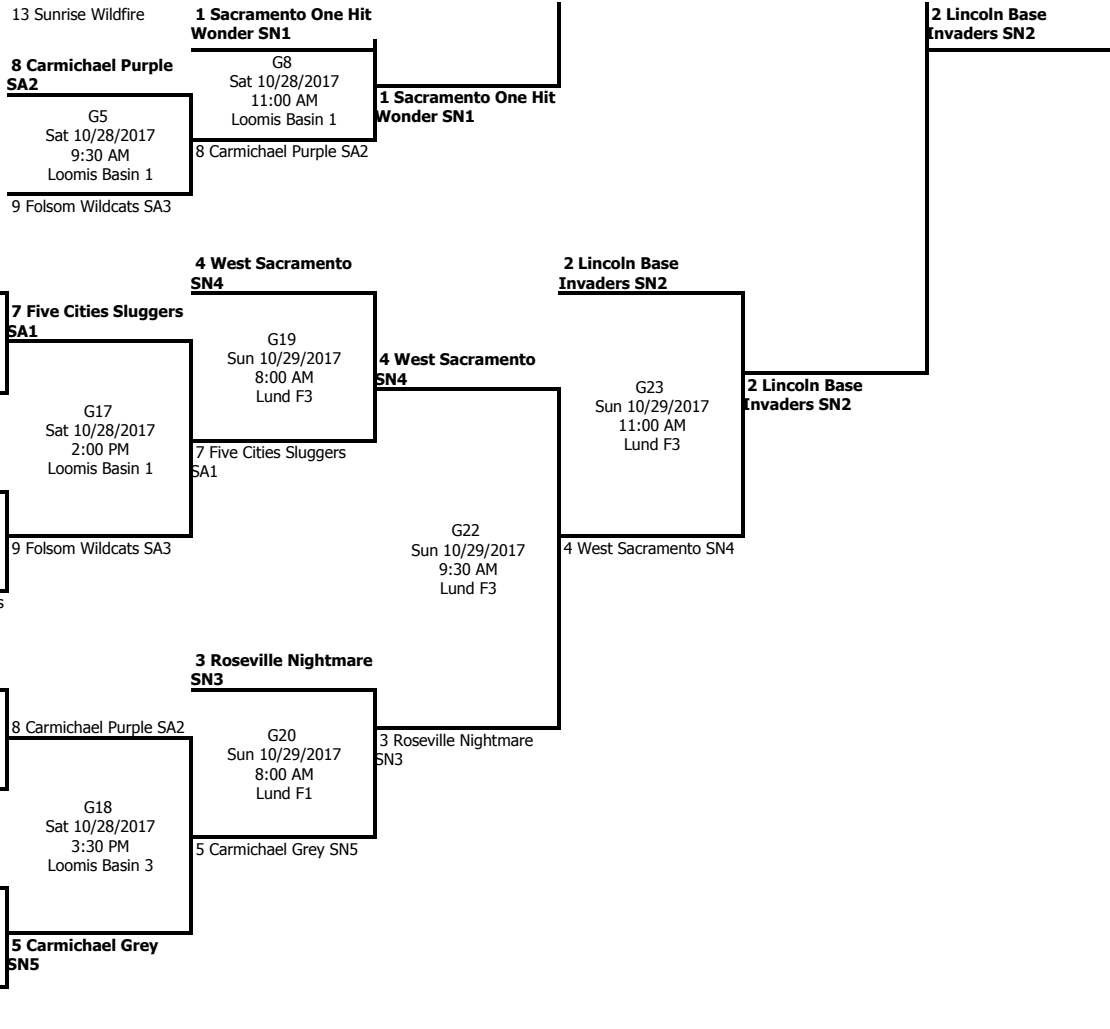 13 Sunrise Wildfire
1 Sacramento One Hit
Wonder SN1
2 Lincoln Base
Invaders SN2
8 Carmichael Purple
SA2
G8
Sat 10/28/2017
11:00 AM
Loomis Basin 1
1 Sacramento One Hit
Wonder SN1
G5
Sat 10/28/2017
9:30 AM
Loomis Basin 1
8 Carmichael Purple SA2
9 Folsom Wildcats SA3
4 West Sacramento
SN4
2 Lincoln Base
Invaders SN2
7 Five Cities Sluggers
SA1
G19
Sun 10/29/2017
8:00 AM
Lund F3
4 West Sacramento
SN4
G23
Sun 10/29/2017
11:00 AM
Lund F3
2 Lincoln Base
Invaders SN2
G17
Sat 10/28/2017
2:00 PM
Loomis Basin 1
7 Five Cities Sluggers
SA1
9 Folsom Wildcats SA3
G22
Sun 10/29/2017
9:30 AM
Lund F3
4 West Sacramento SN4
s
3 Roseville Nightmare
SN3
8 Carmichael Purple SA2
G20
Sun 10/29/2017
8:00 AM
Lund F1
3 Roseville Nightmare
SN3
G18
Sat 10/28/2017
3:30 PM
Loomis Basin 3
5 Carmichael Grey SN5
5 Carmichael Grey
SN5